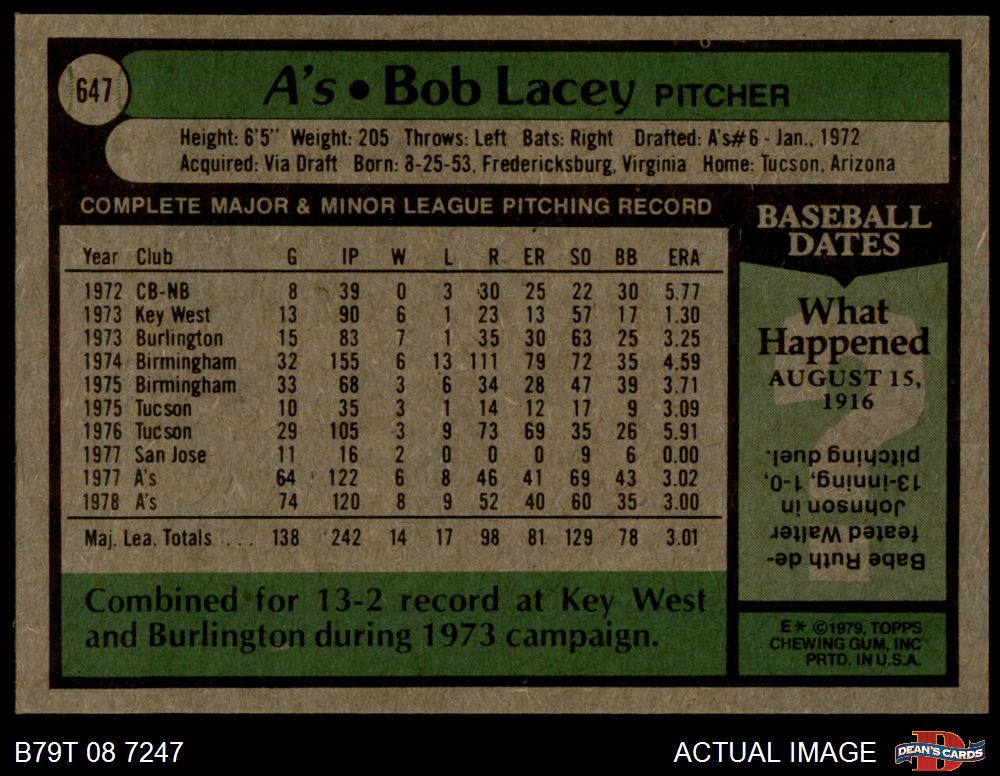 647
A's • Bob Lacey PITCHER
Height: 6'5" Weight: 205 Throws: Left Bats: Right Drafted: A's#6 - Jan., 1972
Acquired: Via Draft Born: 8-25-53, Fredericksburg, Virginia Home: Tucson, Arizona
COMPLETE MAJOR & MINOR LEAGUE PITCHING RECORD
Year Club G IP W L R ER SO BB ERA
1972 CB-NB 8 39 0 3 30 25 22 30 5.77
1973 Key West 13 90 6 1 23 13 57 17 1.30
1973 Burlington 15 83 7 1 35 30 63 25 3.25
1974 Birmingham 32 155 6 13 111 79 72 35 4.59
1975 Birmingham 33 68 3 6 34 28 47 39 3.71
1975 Tucson 10 35 3 1 14 12 17 9 3.09
1976 Tucson 29 105 3 9 73 69 35 26 5.91
1977 San Jose 11 16 2 0 0 0 9 6 0.00
1977 A's 64 122 6 8 46 41 69 43 3.02
1978 A's 74 120 8 9 52 40 60 35 3.00
Maj. Lea. Totals . . . 138 242 14 17 98 81 129 78 3.01
Combined for 13-2 record at Key West
and Burlington during 1973 campaign.
BASEBALL
DATES
What
Happened
AUGUST 15,
1916
Babe Ruth de-
feated Walter
Johnson in
13-inning, 1-0,
pitching duel.
E* ©1979, TOPPS
CHEWING GUM, INC
PRTD. IN U.S.A.
B79T 08 7247
ACTUAL IMAGE
DEAN'S CARDS